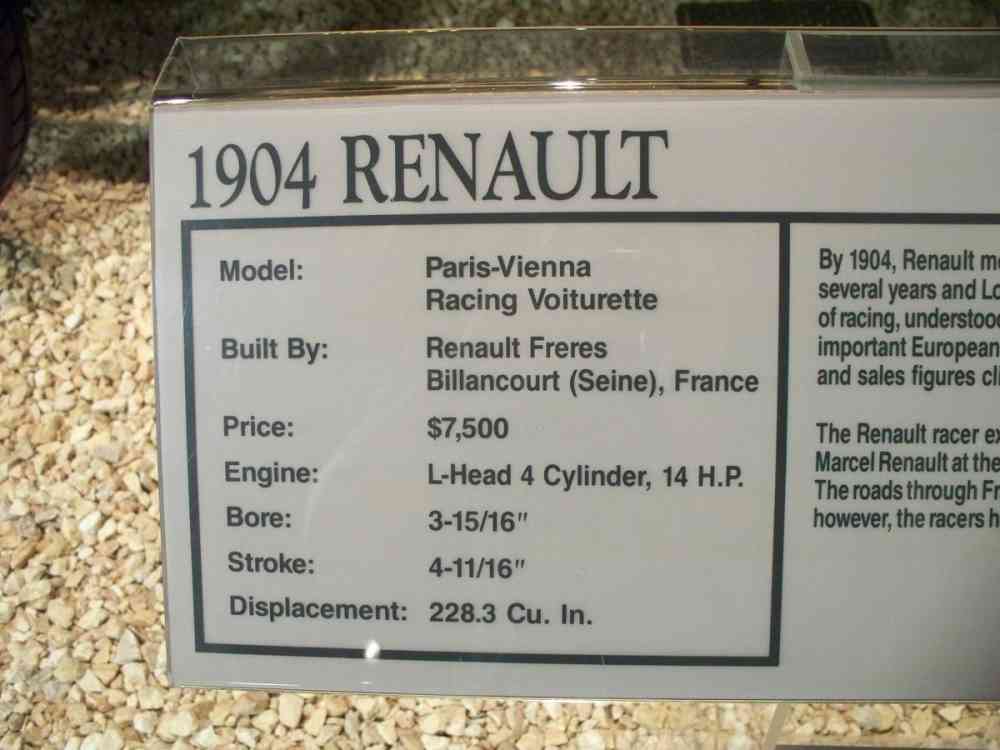 1904 RENAULT
Model: Paris-Vienna
Racing Voiturette
Built By: Renault Freres
Billancourt (Seine), France
Price: $7,500
Engine: L-Head 4 Cylinder, 14 H.P.
Bore: 3-15/16"
Stroke: 4-11/16"
Displacement: 228.3 Cu. In.
By 1904, Renault
several years and
of racing, understood
important European
and sales figures
The Renault racer
Marcel Renault at the
The roads through
however, the racers